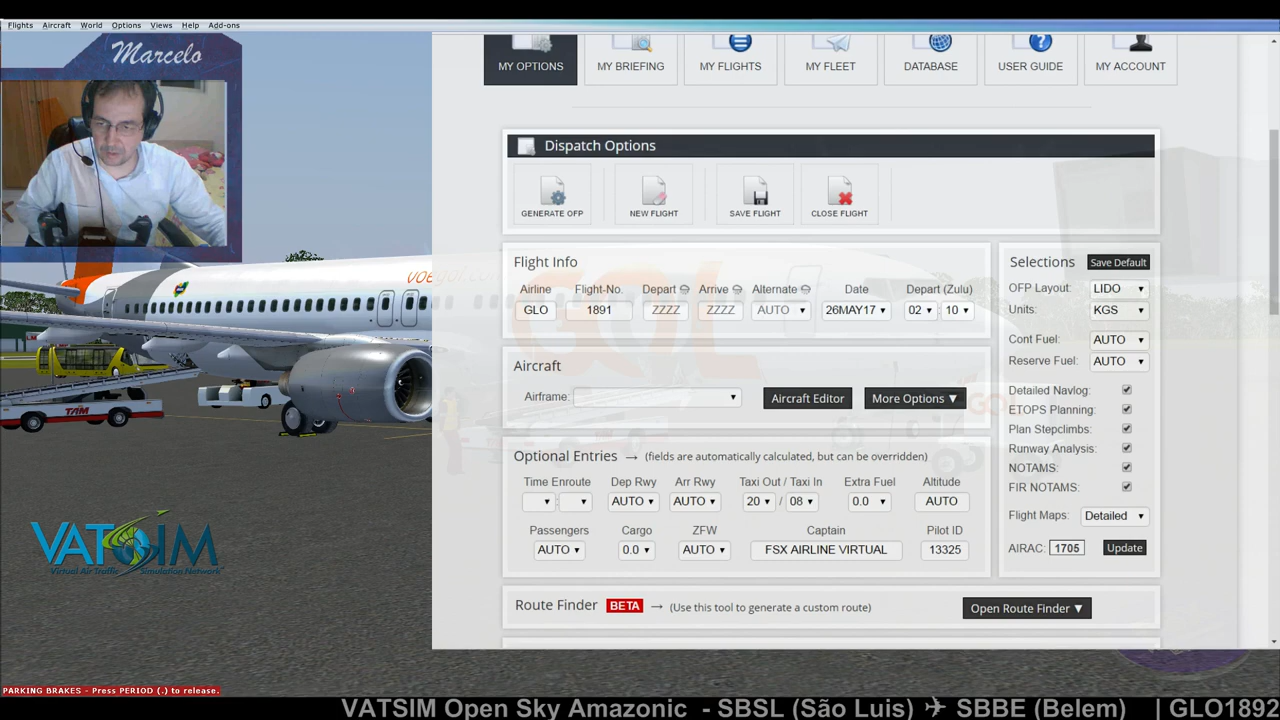 Flights Aircraft World Options Views Help Add-ons
Marcelo
MY OPTIONS MY BRIEFING MY FLIGHTS MY FLEET DATABASE USER GUIDE MY ACCOUNT
Dispatch Options
GENERATE OFP NEW FLIGHT SAVE FLIGHT CLOSE FLIGHT
Flight Info
Airline Flight-No. Depart Arrive Alternate Date Depart (Zulu)
GLO 1891 ZZZZ ZZZZ AUTO 26MAY17 02 10
Selections Save Default
OFP Layout: LIDO
Units: KGS
Cont Fuel: AUTO
Reserve Fuel: AUTO
Detailed Navlog:
ETOPS Planning:
Plan Stepclimbs:
Runway Analysis:
NOTAMS:
FIR NOTAMS:
Flight Maps: Detailed
AIRAC: 1705 Update
Aircraft
Airframe: Aircraft Editor More Options ▼
Optional Entries → (fields are automatically calculated, but can be overridden)
Time Enroute Dep Rwy Arr Rwy Taxi Out / Taxi In Extra Fuel Altitude
: AUTO AUTO 20 / 08 0.0 AUTO
Passengers Cargo ZFW Captain Pilot ID
AUTO 0.0 AUTO FSX AIRLINE VIRTUAL 13325
Route Finder BETA → (Use this tool to generate a custom route) Open Route Finder ▼
TAM
VATSIM
Virtual Air Traffic
Simulation Network
PARKING BRAKES - Press PERIOD (.) to release.
VATSIM Open Sky Amazonic - SBSL (São Luis) ✈ SBBE (Belem) | GLO1892